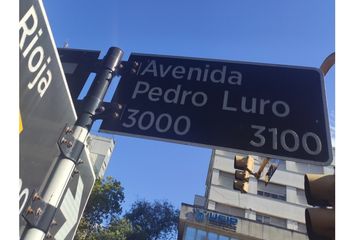 Rioja
Avenida
Pedro Luro
3000 3100